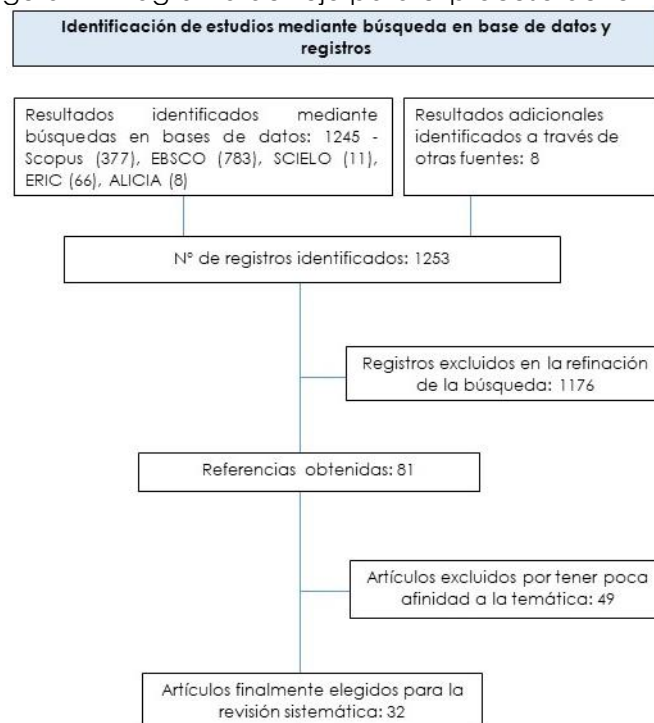 Identificación de estudios mediante búsqueda en base de datos y
registros
Resultados identificados mediante
búsquedas en bases de datos: 1245 -
Scopus (377), EBSCO (783), SCIELO (11),
ERIC (66), ALICIA (8)
Resultados adicionales
identificados a través de
otras fuentes: 8
N° de registros identificados: 1253
Registros excluidos en la refinación
de la búsqueda: 1176
Referencias obtenidas: 81
Artículos excluidos por tener poca
afinidad a la temática: 49
Artículos finalmente elegidos para la
revisión sistemática: 32